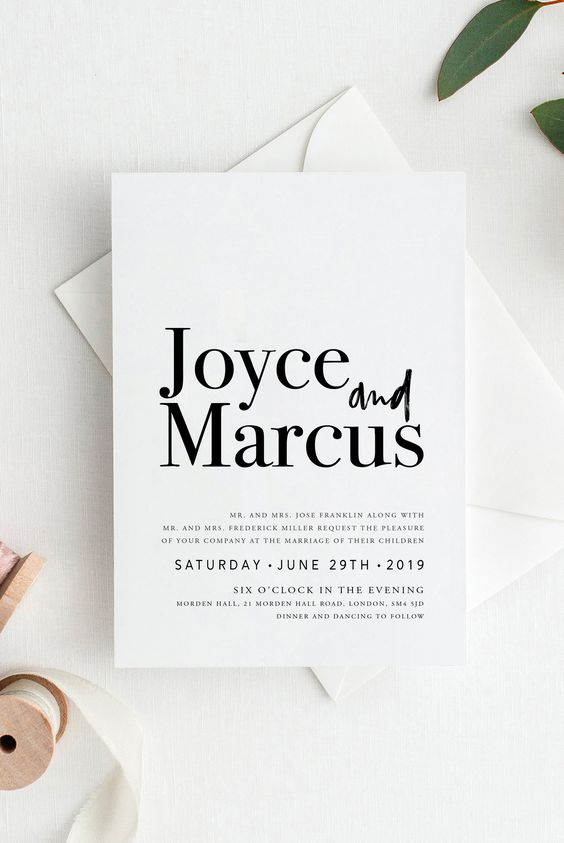 Joyce
and
Marcus
MR. AND MRS. JOSE FRANKLIN ALONG WITH
MR. AND MRS. FREDERICK MILLER REQUEST THE PLEASURE
OF YOUR COMPANY AT THE MARRIAGE OF THEIR CHILDREN
SATURDAY • JUNE 29TH • 2019
SIX O'CLOCK IN THE EVENING
MORDEN HALL, 21 MORDEN HALL ROAD, LONDON, SM4 5JD
DINNER AND DANCING TO FOLLOW